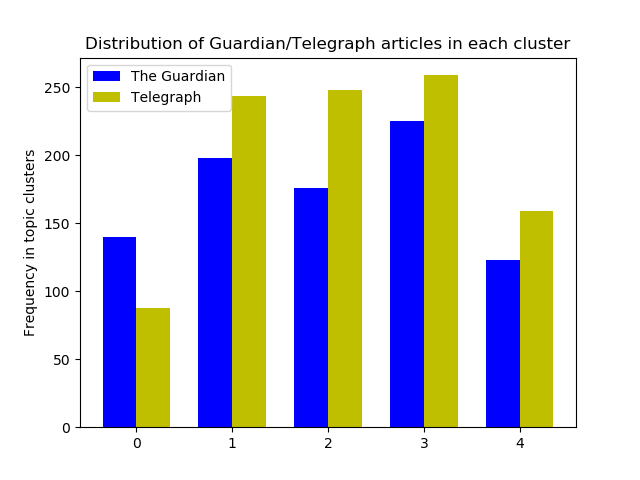 Distribution of Guardian/Telegraph articles in each cluster
The Guardian
Telegraph
Frequency in topic clusters
250
200
150
100
50
0
0 1 2 3 4